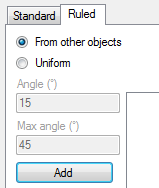 Standard Ruled
From other objects
Uniform
Angle (°)
15
Max angle (°)
45
Add